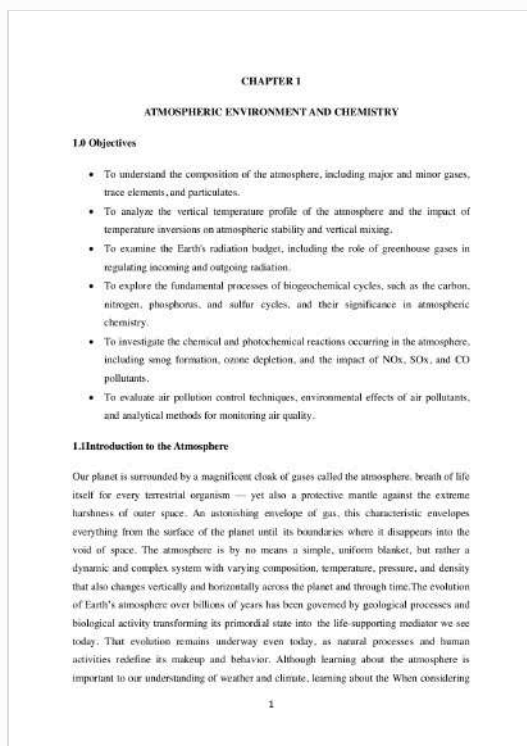 CHAPTER 1
ATMOSPHERIC ENVIRONMENT AND CHEMISTRY
1.0 Objectives
• To understand the composition of the atmosphere, including major and minor gases,
trace elements, and particulates.
• To analyze the vertical temperature profile of the atmosphere and the impact of
temperature inversions on atmospheric stability and vertical mixing.
• To examine the Earth's radiation budget, including the role of greenhouse gases in
regulating incoming and outgoing radiation.
• To explore the fundamental processes of biogeochemical cycles, such as the carbon,
nitrogen, phosphorus, and sulfur cycles, and their significance in atmospheric
chemistry.
• To investigate the chemical and photochemical reactions occurring in the atmosphere,
including smog formation, ozone depletion, and the impact of NOx, SOx, and CO
pollutants.
• To evaluate air pollution control techniques, environmental effects of air pollutants,
and analytical methods for monitoring air quality.
1.1Introduction to the Atmosphere
Our planet is surrounded by a magnificent cloak of gases called the atmosphere. breath of life
itself for every terrestrial organism — yet also a protective mantle against the extreme
harshness of outer space. An astonishing envelope of gas, this characteristic envelopes
everything from the surface of the planet until its boundaries where it disappears into the
void of space. The atmosphere is by no means a simple, uniform blanket, but rather a
dynamic and complex system with varying composition, temperature, pressure, and density
that also changes vertically and horizontally across the planet and through time.The evolution
of Earth's atmosphere over billions of years has been governed by geological processes and
biological activity transforming its primordial state into the life-supporting mediator we see
today. That evolution remains underway even today, as natural processes and human
activities redefine its makeup and behavior. Although learning about the atmosphere is
important to our understanding of weather and climate, learning about the When considering
1